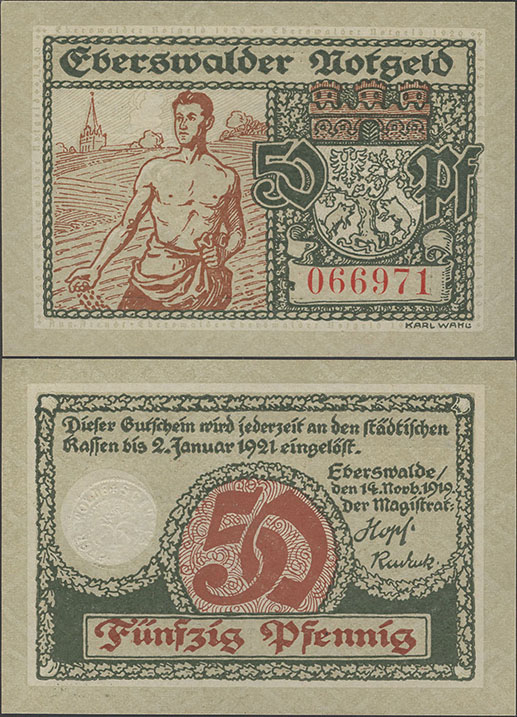 Eberswalder Notgeld
50 Pf
066971
KARL WAHL
Dieser Gutschein wird jederzeit an den städtischen
Kassen bis 2. Januar 1921 eingelöst.
Eberswalde/
den 14. Novb. 1919.
Der Magistrat:
Hopf
50
Fünfzig Pfennig